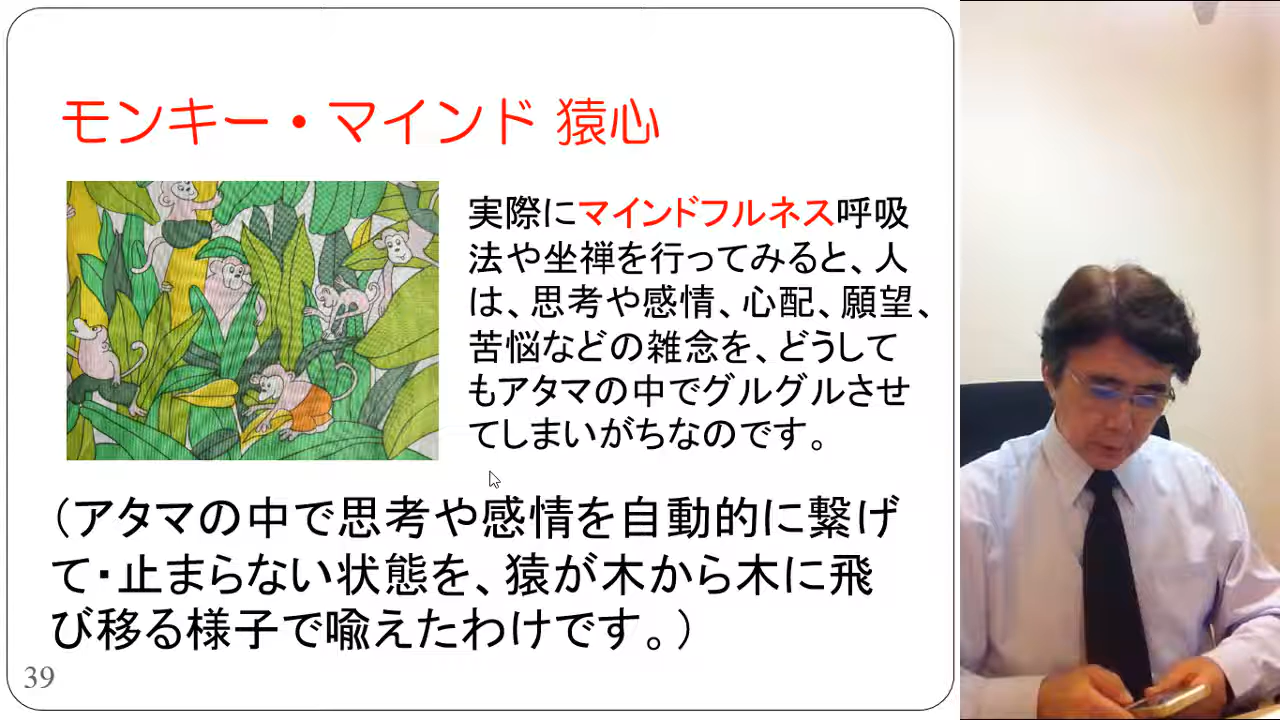 モンキー・マインド 猿心
実際にマインドフルネス呼吸
法や坐禅を行ってみると、人
は、思考や感情、心配、願望、
苦悩などの雑念を、どうして
もアタマの中でグルグルさせ
てしまいがちなのです。
（アタマの中で思考や感情を自動的に繋げ
て・止まらない状態を、猿が木から木に飛
び移る様子で喩えたわけです。）
39